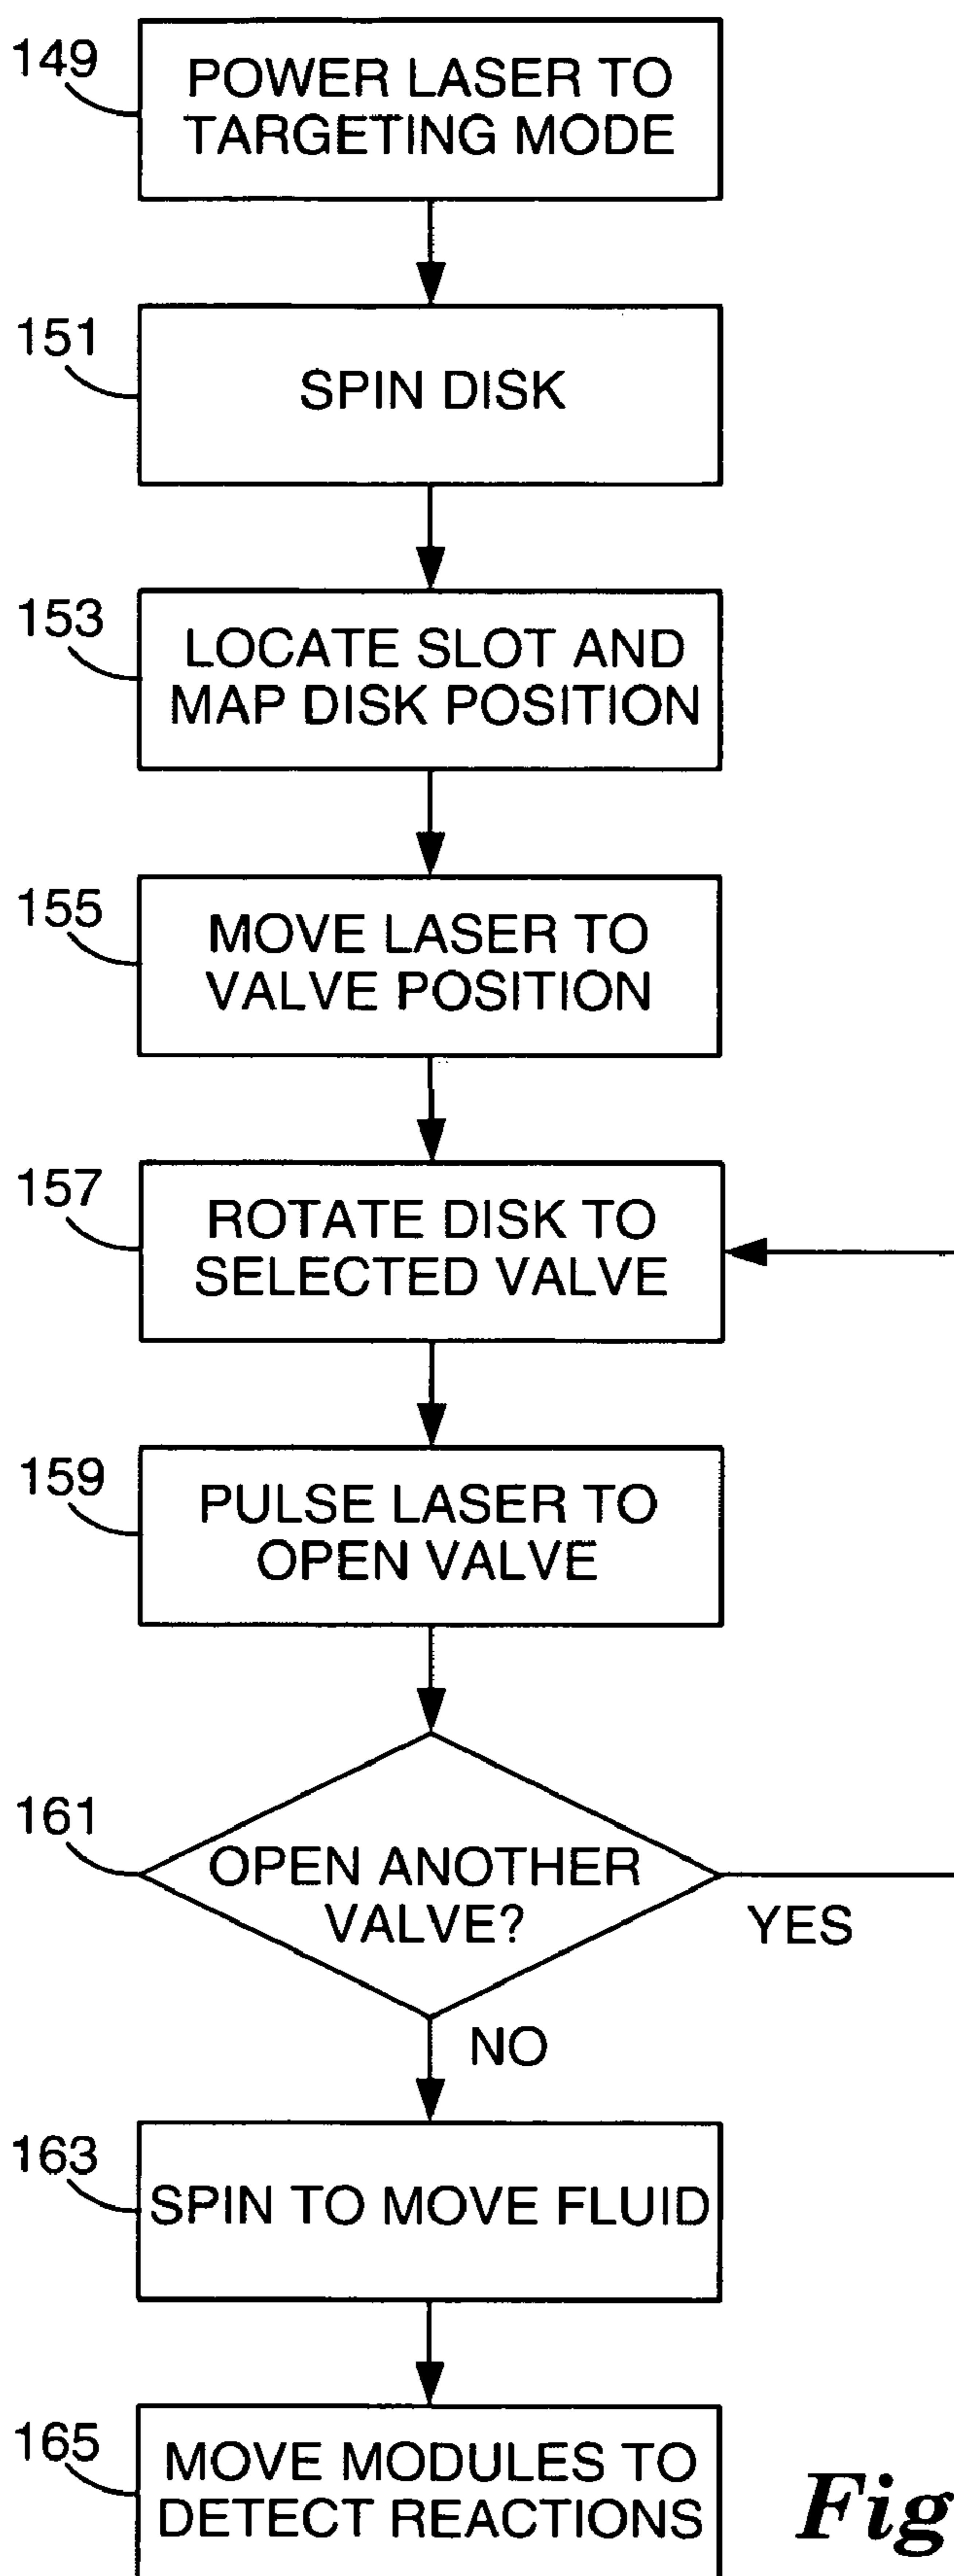 149
POWER LASER TO
TARGETING MODE
151
SPIN DISK
153
LOCATE SLOT AND
MAP DISK POSITION
155
MOVE LASER TO
VALVE POSITION
157
ROTATE DISK TO
SELECTED VALVE
159
PULSE LASER TO
OPEN VALVE
161
OPEN ANOTHER
VALVE?
YES
NO
163
SPIN TO MOVE FLUID
165
MOVE MODULES TO
DETECT REACTIONS
Fig